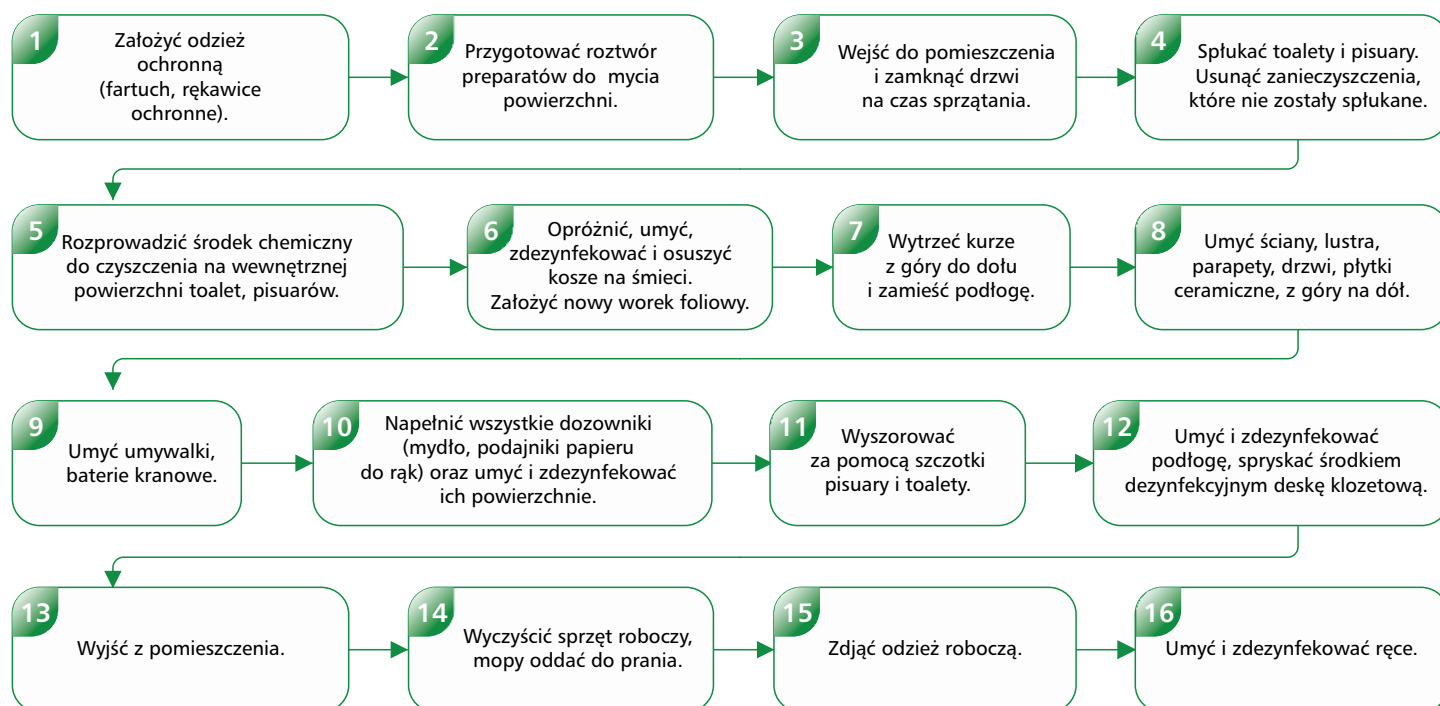 1
Założyć odzież
ochronną
(fartuch, rękawice
ochronne).
2
Przygotować roztwór
preparatów do mycia
powierzchni.
3
Wejść do pomieszczenia
i zamknąć drzwi
na czas sprzątania.
4
Spłukać toalety i pisuary.
Usunąć zanieczyszczenia,
które nie zostały spłukane.
5
Rozprowadzić środek chemiczny
do czyszczenia na wewnętrznej
powierzchni toalet, pisuarów.
6
Opróżnić, umyć,
zdezynfekować i osuszyć
kosze na śmieci.
Założyć nowy worek foliowy.
7
Wytrzeć kurze
z góry do dołu
i zamieść podłogę.
8
Umyć ściany, lustra,
parapety, drzwi, płytki
ceramiczne, z góry na dół.
9
Umyć umywalki,
baterie kranowe.
10
Napełnić wszystkie dozowniki
(mydło, podajniki papieru
do rąk) oraz umyć i zdezynfekować
ich powierzchnie.
11
Wyszorować
za pomocą szczotki
pisuary i toalety.
12
Umyć i zdezynfekować
podłogę, spryskać środkiem
dezynfekcyjnym deskę klozetową.
13
Wyjść z pomieszczenia.
14
Wyczyścić sprzęt roboczy,
mopy oddać do prania.
15
Zdjąć odzież roboczą.
16
Umyć i zdezynfekować ręce.